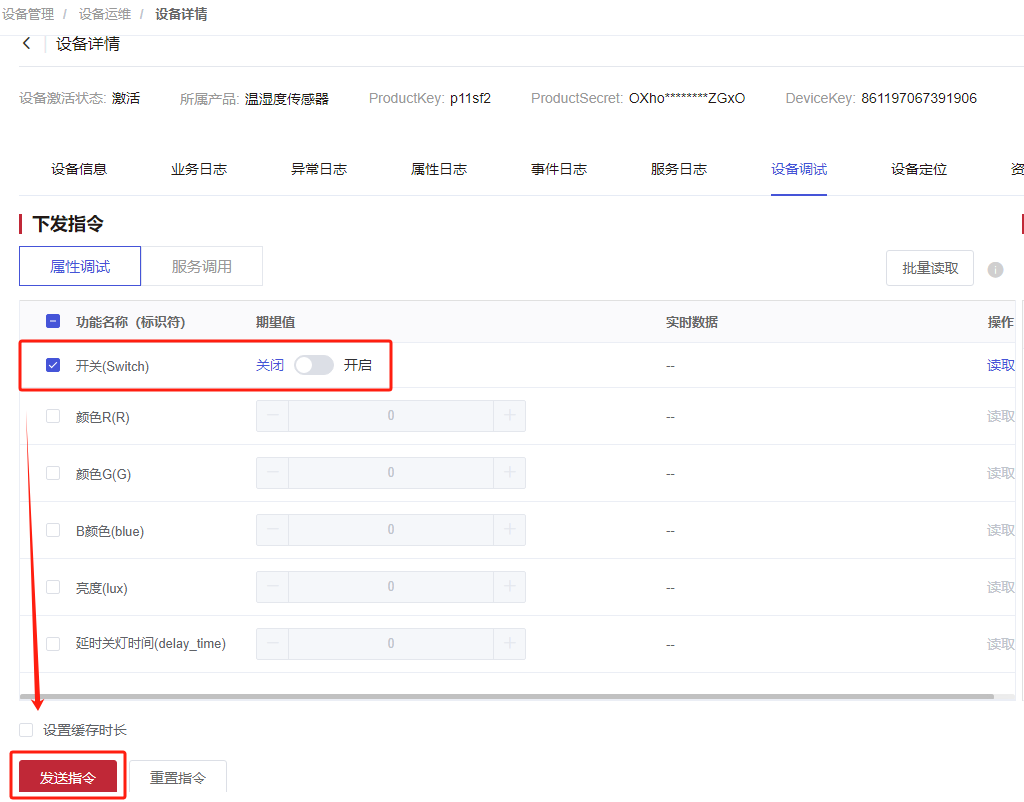 设备管理 / 设备运维 / 设备详情
设备详情
设备激活状态: 激活 所属产品: 温湿度传感器 ProductKey: p11sf2 ProductSecret: OXho********ZGxO DeviceKey: 861197067391906
设备信息 业务日志 异常日志 属性日志 事件日志 服务日志 设备调试 设备定位 资
下发指令
属性调试 服务调用 批量读取
功能名称（标识符） 期望值 实时数据 操作
开关(Switch) 关闭 开启 -- 读取
颜色R(R) 0 -- 读取
颜色G(G) 0 -- 读取
B颜色(blue) 0 -- 读取
亮度(lux) 0 -- 读取
延时关灯时间(delay_time) 0 -- 读取
设置缓存时长
发送指令 重置指令